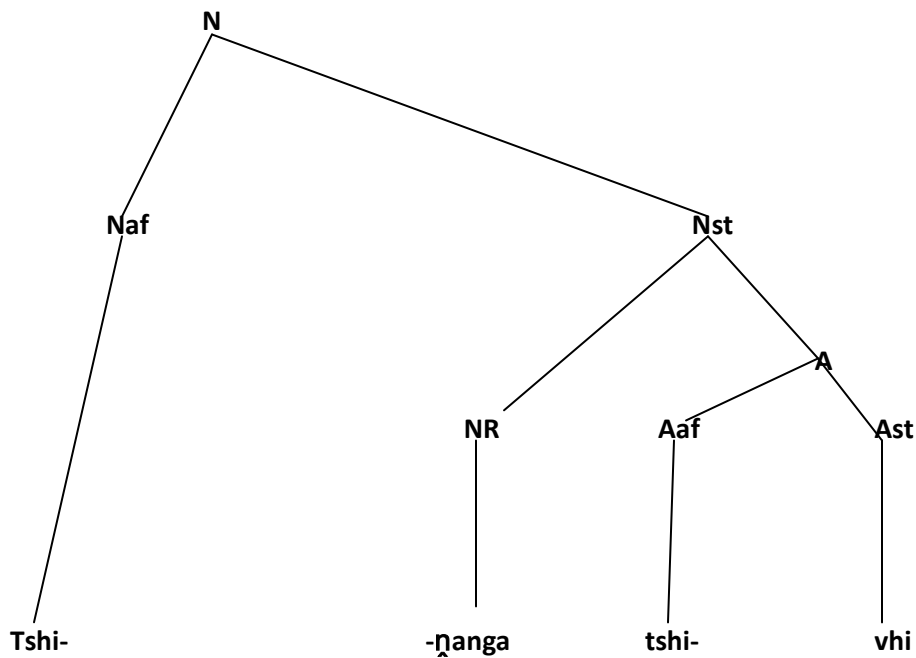 N
Naf Nst
A
NR Aaf Ast
Tshi- -ṋanga tshi- vhi